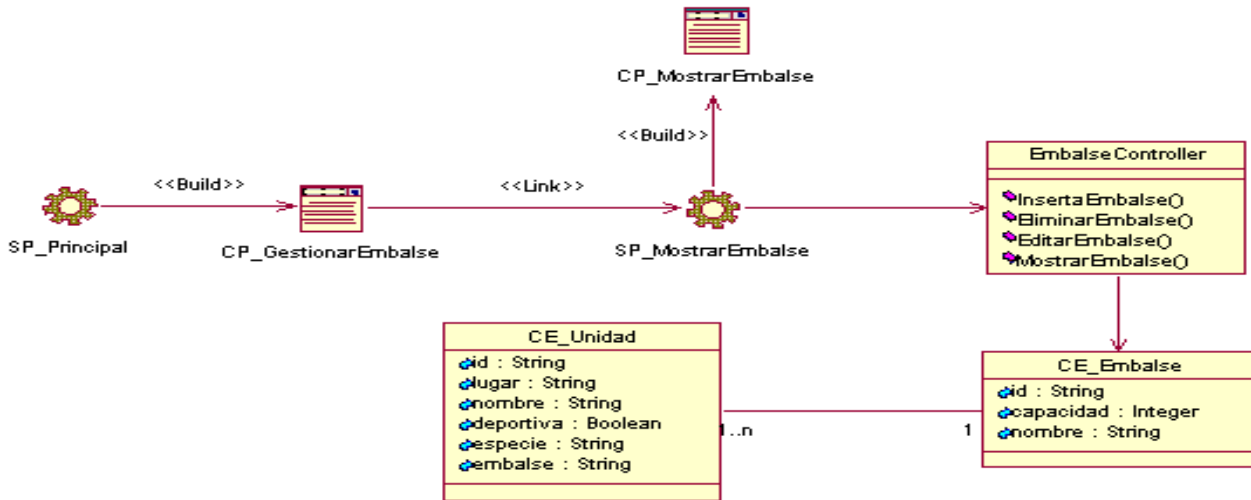 CP_MostrarEmbalse
<<Build>>
EmbalseController
<<Build>>
<<Link>>
InsertaEmbalse()
EliminarEmbalse()
EditarEmbalse()
MostrarEmbalse()
SP_Principal
CP_GestionarEmbalse
SP_MostrarEmbalse
CE_Unidad
id : String
lugar : String
nombre : String
deportiva : Boolean
especie : String
embalse : String
1..n
1
CE_Embalse
id : String
capacidad : Integer
nombre : String